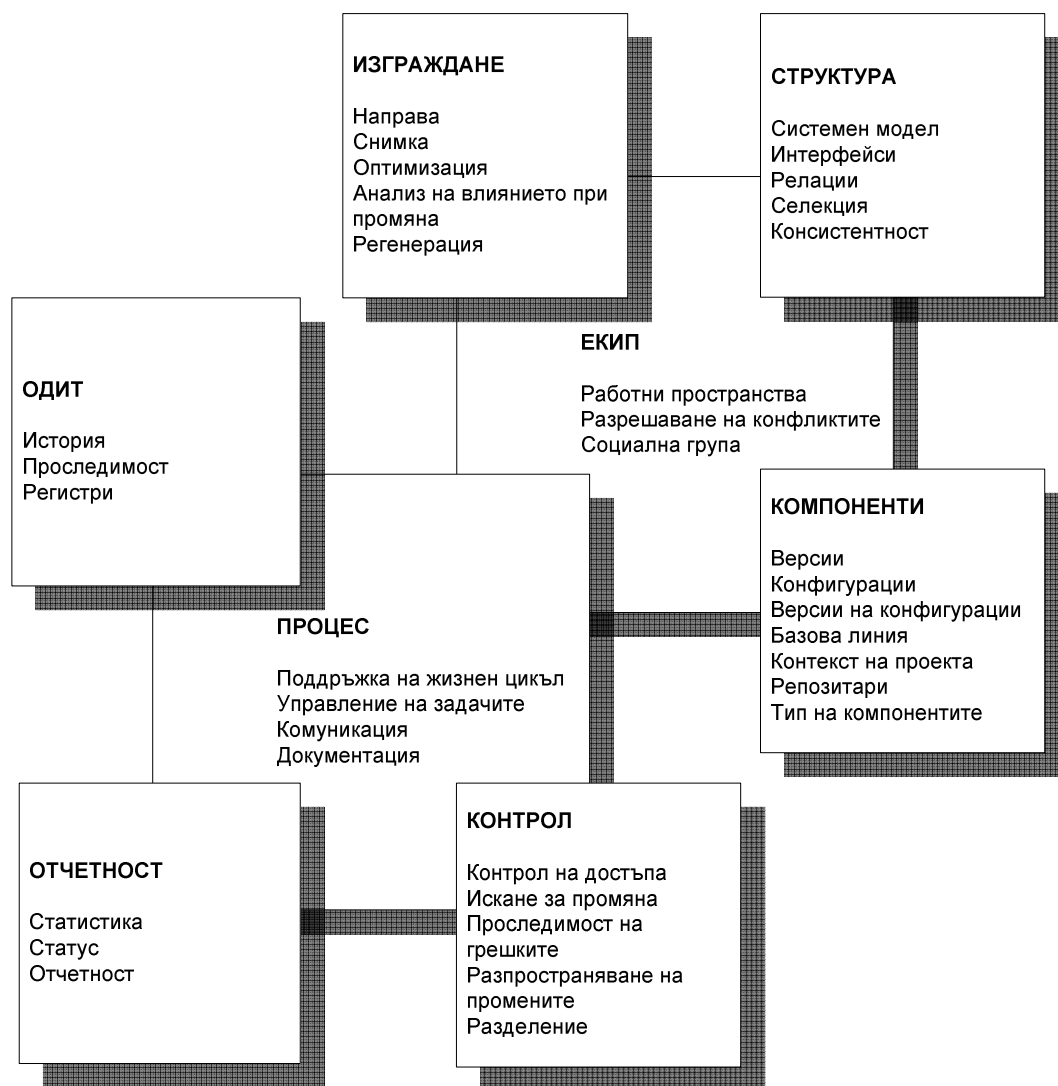 ИЗГРАЖДАНЕ
Направа
Снимка
Оптимизация
Анализ на влиянието при
промяна
Регенерация
СТРУКТУРА
Системен модел
Интерфейси
Релации
Селекция
Консистентност
ЕКИП
Работни пространства
Разрешаване на конфликтите
Социална група
ОДИТ
История
Проследимост
Регистри
КОМПОНЕНТИ
Версии
Конфигурации
Версии на конфигурации
Базова линия
Контекст на проекта
Репозитари
Тип на компонентите
ПРОЦЕС
Поддръжка на жизнен цикъл
Управление на задачите
Комуникация
Документация
ОТЧЕТНОСТ
Статистика
Статус
Отчетност
КОНТРОЛ
Контрол на достъпа
Искане за промяна
Проследимост на
грешките
Разпространяване на
промените
Разделение